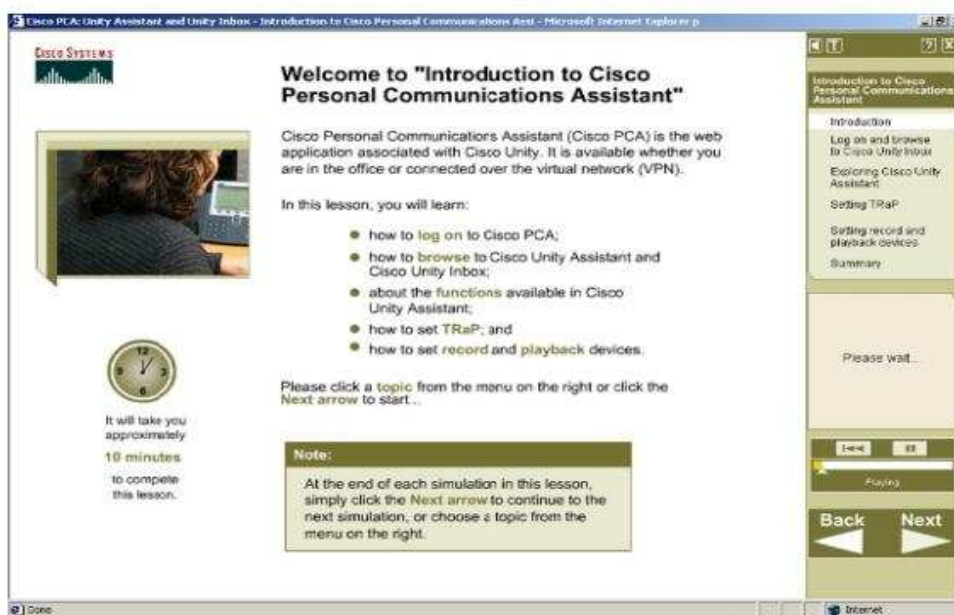 Cisco PCA: Unity Assistant and Unity Inbox - Introduction to Cisco Personal Communications Assi - Microsoft Internet Explorer p
CISCO SYSTEMS
Welcome to "Introduction to Cisco
Personal Communications Assistant"
Cisco Personal Communications Assistant (Cisco PCA) is the web
application associated with Cisco Unity. It is available whether you
are in the office or connected over the virtual network (VPN).
In this lesson, you will learn:
how to log on to Cisco PCA;
how to browse to Cisco Unity Assistant and
Cisco Unity Inbox;
about the functions available in Cisco
Unity Assistant;
how to set TRaP; and
how to set record and playback devices.
Please click a topic from the menu on the right or click the
Next arrow to start...
12
9
3
6
It will take you
approximately
10 minutes
to complete
this lesson.
Note:
At the end of each simulation in this lesson,
simply click the Next arrow to continue to the
next simulation, or choose a topic from the
menu on the right.
T
?
X
Introduction to Cisco
Personal Communications
Assistant
Introduction
Log on and browse
to Cisco Unity Inbox
Exploring Cisco Unity
Assistant
Setting TRaP
Setting record and
playback devices
Summary
Please wait...
Playing
Back Next
Done
Internet